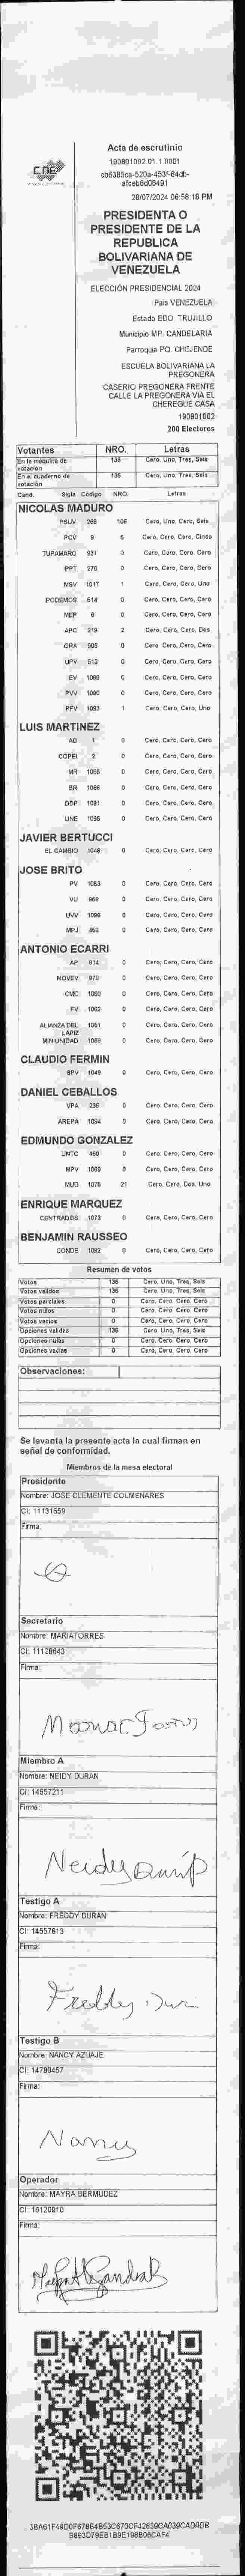 CNE
Acta de escrutinio
190801002.01.1.0001
cb6385ca-520a-453f-84db-
afceb6d08491
28/07/2024 06:58:16 PM
PRESIDENTA O
PRESIDENTE DE LA
REPUBLICA
BOLIVARIANA DE
VENEZUELA
ELECCIÓN PRESIDENCIAL 2024
Pais VENEZUELA
Estado EDO TRUJILLO
Municipio MP. CANDELARIA
Parroquia PQ. CHEJENDE
ESCUELA BOLIVARIANA LA
PREGONERA
CASERIO PREGONERA FRENTE
CALLE LA PREGONERA VIA EL
CHEREGUE CASA
190801002
200 Electores
Votantes NRO. Letras
En la máquina de votación 136 Cero, Uno, Tres, Seis
En el cuaderno de votación 136 Cero, Uno, Tres, Seis
Cand. Sigla Código NRO. Letras
NICOLAS MADURO
PSUV 269 106 Cero, Uno, Cero, Seis
PCV 9 5 Cero, Cero, Cero, Cinco
TUPAMARO 931 0 Cero, Cero, Cero, Cero
PPT 276 0 Cero, Cero, Cero, Cero
MSV 1017 1 Cero, Cero, Cero, Uno
PODEMOS 614 0 Cero, Cero, Cero, Cero
MEP 6 0 Cero, Cero, Cero, Cero
APC 219 2 Cero, Cero, Cero, Dos
ORA 908 0 Cero, Cero, Cero, Cero
UPV 513 0 Cero, Cero, Cero, Cero
EV 1089 0 Cero, Cero, Cero, Cero
PVV 1090 0 Cero, Cero, Cero, Cero
PFV 1093 1 Cero, Cero, Cero, Uno
LUIS MARTINEZ
AD 1 0 Cero, Cero, Cero, Cero
COPEI 2 0 Cero, Cero, Cero, Cero
MR 1066 0 Cero, Cero, Cero, Cero
BR 1086 0 Cero, Cero, Cero, Cero
DDP 1091 0 Cero, Cero, Cero, Cero
UNE 1095 0 Cero, Cero, Cero, Cero
JAVIER BERTUCCI
EL CAMBIO 1048 0 Cero, Cero, Cero, Cero
JOSE BRITO
PV 1053 0 Cero, Cero, Cero, Cero
VU 868 0 Cero, Cero, Cero, Cero
UVV 1096 0 Cero, Cero, Cero, Cero
MPJ 458 0 Cero, Cero, Cero, Cero
ANTONIO ECARRI
AP 814 0 Cero, Cero, Cero, Cero
MOVEV 978 0 Cero, Cero, Cero, Cero
CMC 1050 0 Cero, Cero, Cero, Cero
FV 1062 0 Cero, Cero, Cero, Cero
ALIANZA DEL LAPIZ 1051 0 Cero, Cero, Cero, Cero
MIN UNIDAD 1088 0 Cero, Cero, Cero, Cero
CLAUDIO FERMIN
SPV 1049 0 Cero, Cero, Cero, Cero
DANIEL CEBALLOS
VPA 236 0 Cero, Cero, Cero, Cero
AREPA 1094 0 Cero, Cero, Cero, Cero
EDMUNDO GONZALEZ
UNTC 460 0 Cero, Cero, Cero, Cero
MPV 1069 0 Cero, Cero, Cero, Cero
MUD 1075 21 Cero, Cero, Dos, Uno
ENRIQUE MARQUEZ
CENTRADOS 1073 0 Cero, Cero, Cero, Cero
BENJAMIN RAUSSEO
CONDE 1092 0 Cero, Cero, Cero, Cero
Resumen de votos
Votos 136 Cero, Uno, Tres, Seis
Votos válidos 136 Cero, Uno, Tres, Seis
Votos parciales 0 Cero, Cero, Cero, Cero
Votos nulos 0 Cero, Cero, Cero, Cero
Votos vacios 0 Cero, Cero, Cero, Cero
Opciones validas 136 Cero, Uno, Tres, Seis
Opciones nulas 0 Cero, Cero, Cero, Cero
Opciones vacias 0 Cero, Cero, Cero, Cero
Observaciones:
Se levanta la presente acta la cual firman en
señal de conformidad.
Miembros de la mesa electoral
Presidente
Nombre: JOSE CLEMENTE COLMENARES
CI: 11131559
Firma:
Secretario
Nombre: MARIATORRES
CI: 11128643
Firma:
Miembro A
Nombre: NEIDY DURAN
CI: 14557211
Firma:
Neidy Durán
Testigo A
Nombre: FREDDY DURAN
CI: 14557613
Firma:
Freddy Dur
Testigo B
Nombre: NANCY AZUAJE
CI: 14780457
Firma:
Nancy
Operador
Nombre: MAYRA BERMUDEZ
CI: 16120910
Firma:
3BA61F49D0F678B4B53C670CF42639CA039CAD9DB
B893D79EB1B9E198B06CAF4